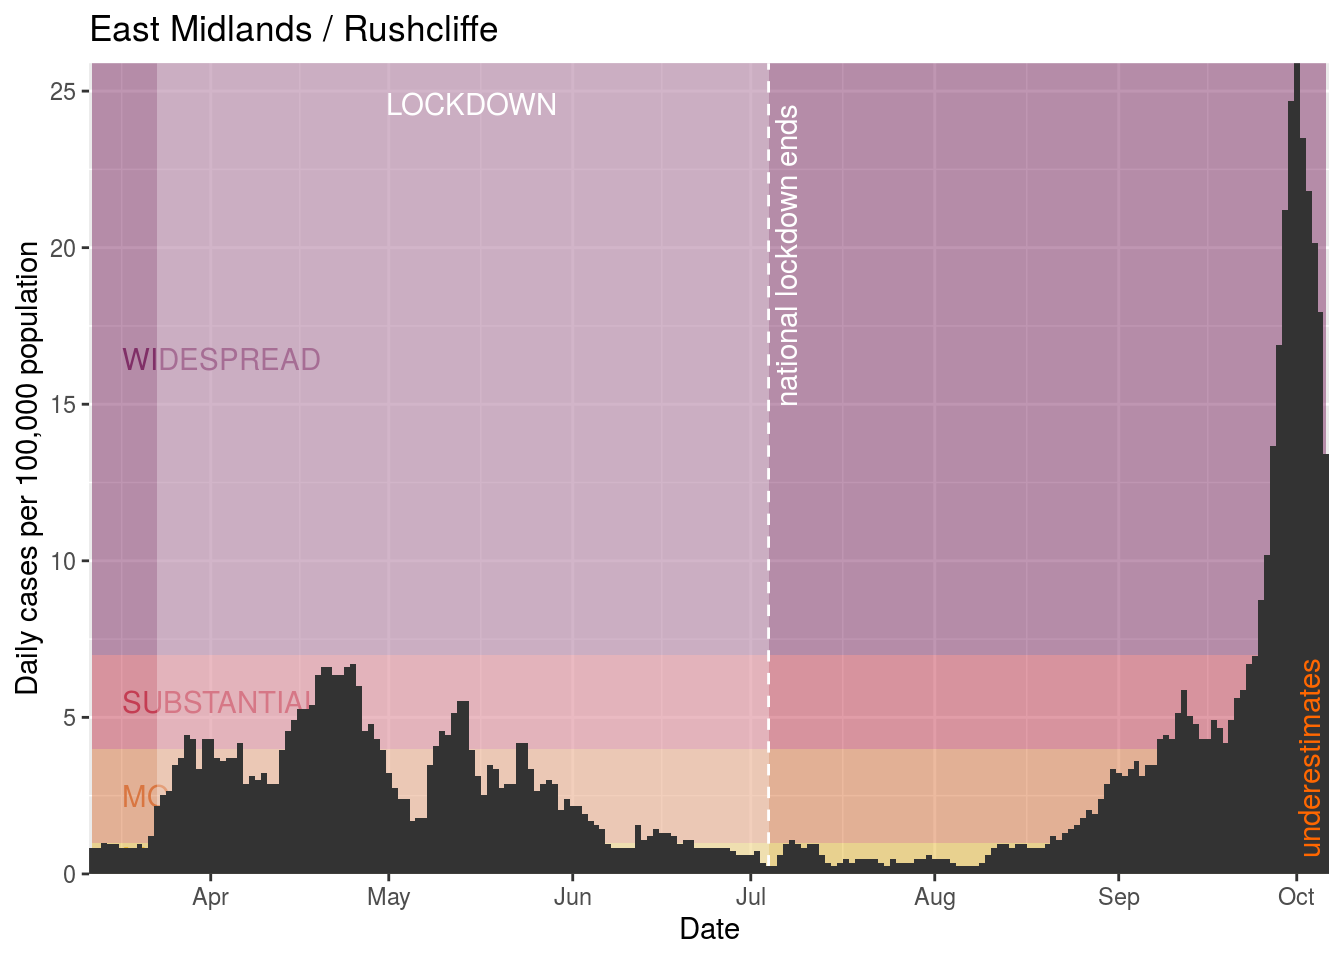 East Midlands / Rushcliffe
Daily cases per 100,000 population
25
20
15
10
5
0
LOCKDOWN
national lockdown ends
WIDESPREAD
SUBSTANTIAL
MO
underestimates
Apr
May
Jun
Jul
Aug
Sep
Oct
Date